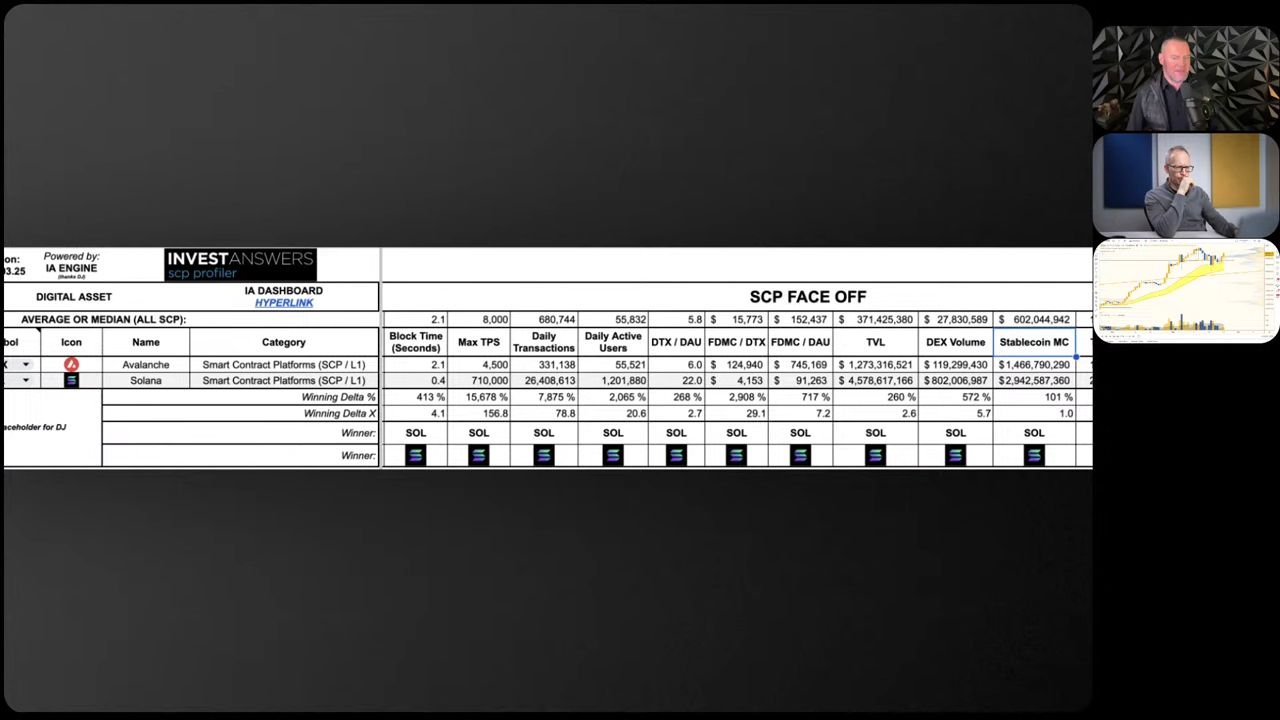 on: Powered by: INVESTANSWERS
03.25 IA ENGINE scp profiler
(thanks DJ)
DIGITAL ASSET IA DASHBOARD SCP FACE OFF
HYPERLINK
AVERAGE OR MEDIAN (ALL SCP): 2.1 8,000 680,744 55,832 5.8 $ 15,773 $ 152,437 $ 371,425,380 $ 27,830,589 $ 602,044,942
bol Icon Name Category Block Time (Seconds) Max TPS Daily Transactions Daily Active Users DTX / DAU FDMC / DTX FDMC / DAU TVL DEX Volume Stablecoin MC
X Avalanche Smart Contract Platforms (SCP / L1) 2.1 4,500 331,138 55,521 6.0 $ 124,940 $ 745,169 $ 1,273,316,521 $ 119,299,430 $ 1,466,790,290
Solana Smart Contract Platforms (SCP / L1) 0.4 710,000 26,408,613 1,201,880 22.0 $ 4,153 $ 91,263 $ 4,578,617,166 $ 802,006,987 $ 2,942,587,360
Winning Delta % 413 % 15,678 % 7,875 % 2,065 % 268 % 2,908 % 717 % 260 % 572 % 101 %
Winning Delta X 4.1 156.8 78.8 20.6 2.7 29.1 7.2 2.6 5.7 1.0
aceholder for DJ
Winner: SOL SOL SOL SOL SOL SOL SOL SOL SOL SOL
Winner: